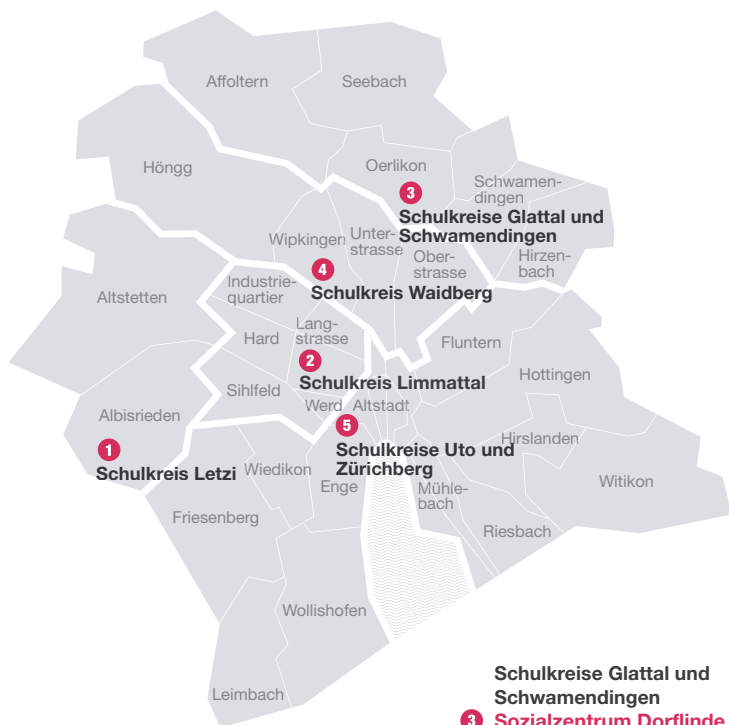 Affoltern
Seebach
Höngg
Oerlikon
Schwamen-
dingen
3
Schulkreise Glattal und
Schwamendingen
Wipkingen
Unter-
strasse
Ober-
strasse
Hirzen-
bach
4
Schulkreis Waidberg
Altstetten
Industrie-
quartier
Hard
Lang-
strasse
Fluntern
2
Schulkreis Limmattal
Hottingen
Sihlfeld
Werd
Altstadt
Albisrieden
5
Schulkreise Uto und
Zürichberg
Hirslanden
1
Schulkreis Letzi
Wiedikon
Enge
Mühle-
bach
Witikon
Friesenberg
Riesbach
Wollishofen
Leimbach
Schulkreise Glattal und
Schwamendingen
3 Sozialzentrum Dorflinde